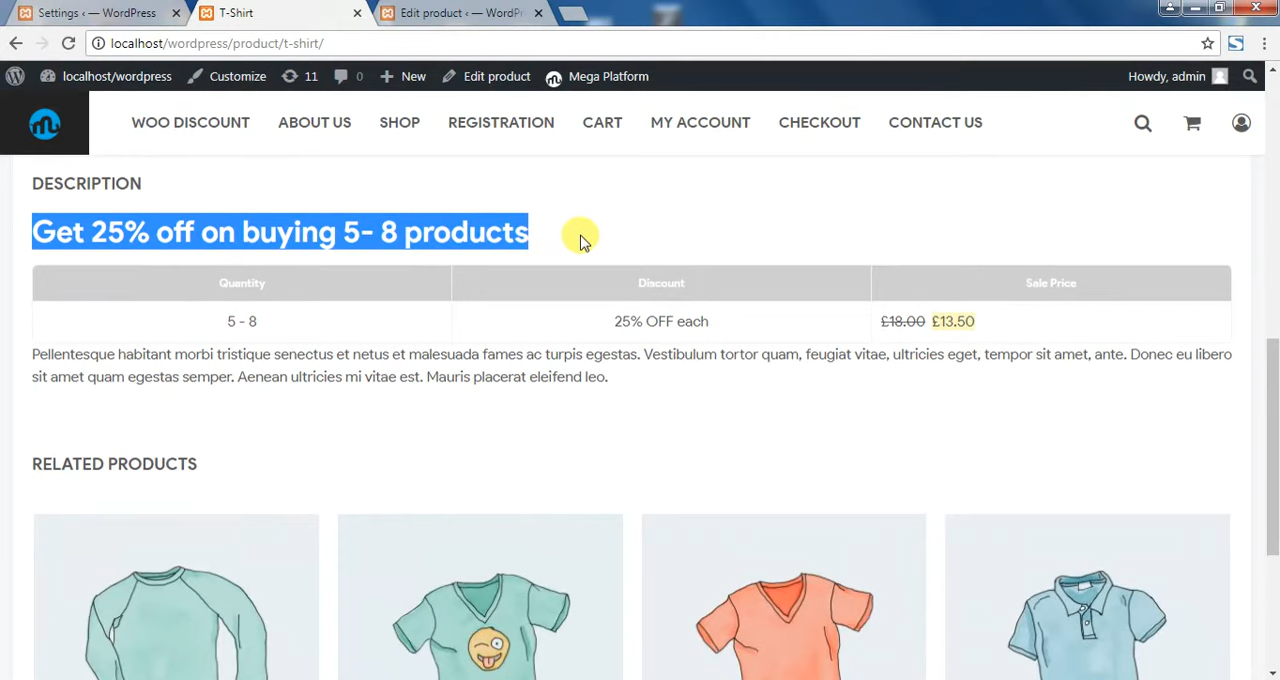 Settings ‹ — WordPress
T-Shirt
Edit product ‹ — WordPr
localhost/wordpress/product/t-shirt/
localhost/wordpress Customize 11 0 New Edit product Mega Platform Howdy, admin
WOO DISCOUNT ABOUT US SHOP REGISTRATION CART MY ACCOUNT CHECKOUT CONTACT US
DESCRIPTION
Get 25% off on buying 5- 8 products
Quantity Discount Sale Price
5 - 8 25% OFF each £18.00 £13.50
Pellentesque habitant morbi tristique senectus et netus et malesuada fames ac turpis egestas. Vestibulum tortor quam, feugiat vitae, ultricies eget, tempor sit amet, ante. Donec eu libero
sit amet quam egestas semper. Aenean ultricies mi vitae est. Mauris placerat eleifend leo.
RELATED PRODUCTS